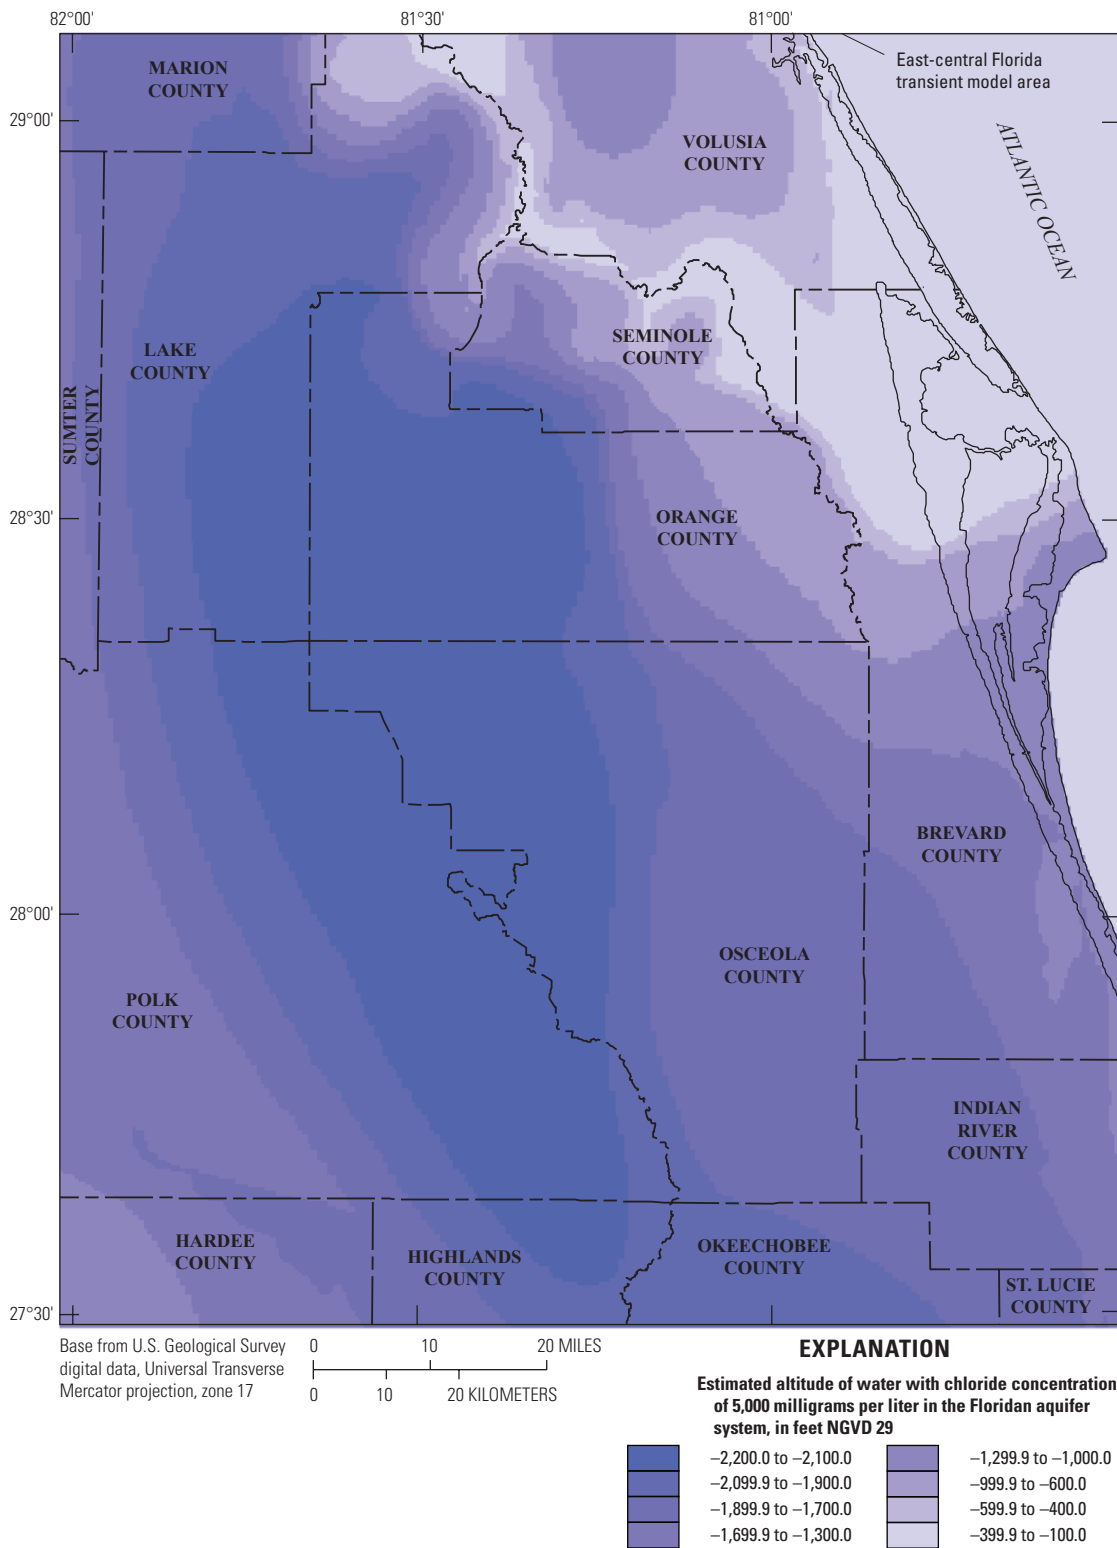 82°00'
81°30'
81°00'
East-central Florida
transient model area
MARION
COUNTY
29°00'
VOLUSIA
COUNTY
ATLANTIC OCEAN
LAKE
COUNTY
SEMINOLE
COUNTY
SUMTER
COUNTY
28°30'
ORANGE
COUNTY
BREVARD
COUNTY
28°00'
OSCEOLA
COUNTY
POLK
COUNTY
INDIAN
RIVER
COUNTY
HARDEE
COUNTY
HIGHLANDS
COUNTY
OKEECHOBEE
COUNTY
ST. LUCIE
COUNTY
27°30'
Base from U.S. Geological Survey
digital data, Universal Transverse
Mercator projection, zone 17
0 10 20 MILES
0 10 20 KILOMETERS
EXPLANATION
Estimated altitude of water with chloride concentration
of 5,000 milligrams per liter in the Floridan aquifer
system, in feet NGVD 29
–2,200.0 to –2,100.0
–2,099.9 to –1,900.0
–1,899.9 to –1,700.0
–1,699.9 to –1,300.0
–1,299.9 to –1,000.0
–999.9 to –600.0
–599.9 to –400.0
–399.9 to –100.0